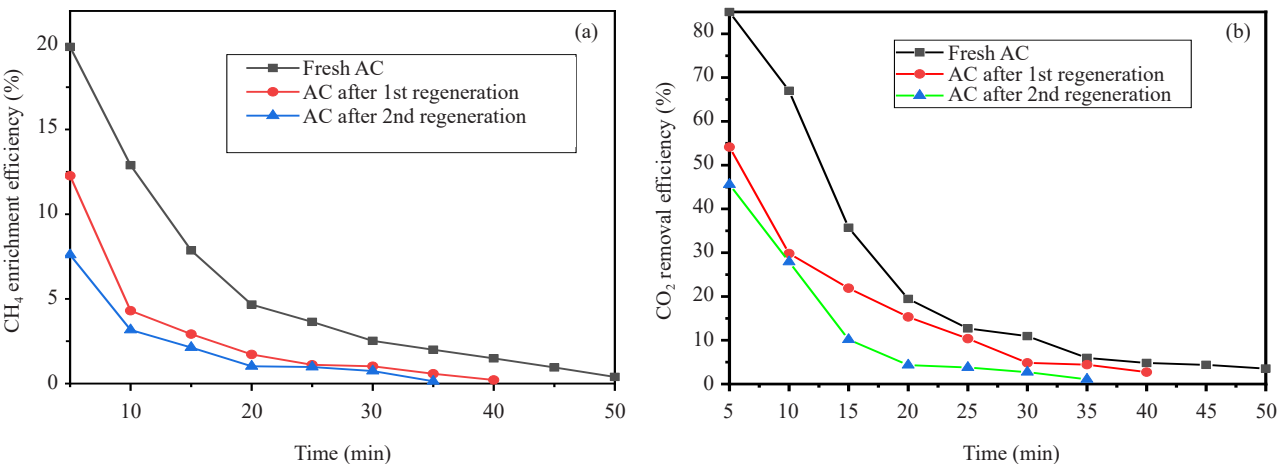 (a)
Fresh AC
AC after 1st regeneration
AC after 2nd regeneration
CH₄ enrichment efficiency (%)
20
15
10
5
0
10
20
30
40
50
Time (min)
(b)
Fresh AC
AC after 1st regeneration
AC after 2nd regeneration
CO₂ removal efficiency (%)
80
70
60
50
40
30
20
10
0
5
10
15
20
25
30
35
40
45
50
Time (min)